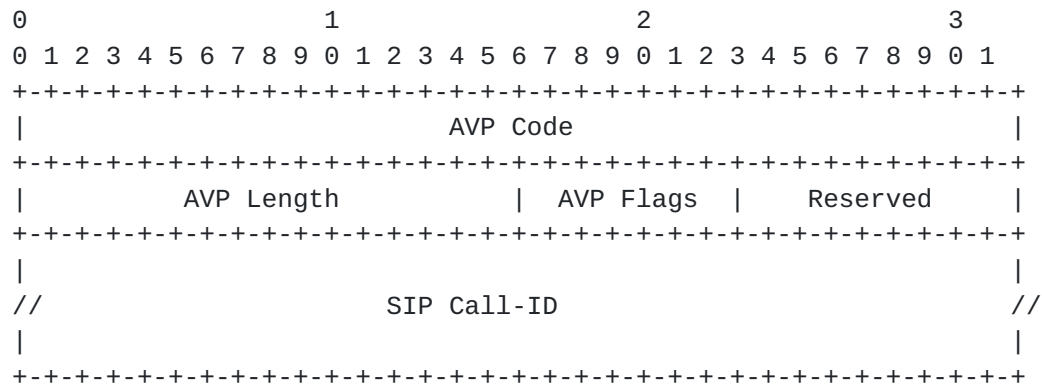 0                   1                   2                   3
0 1 2 3 4 5 6 7 8 9 0 1 2 3 4 5 6 7 8 9 0 1 2 3 4 5 6 7 8 9 0 1
+-+-+-+-+-+-+-+-+-+-+-+-+-+-+-+-+-+-+-+-+-+-+-+-+-+-+-+-+-+-+-+-+
|                           AVP Code                            |
+-+-+-+-+-+-+-+-+-+-+-+-+-+-+-+-+-+-+-+-+-+-+-+-+-+-+-+-+-+-+-+-+
|          AVP Length           |  AVP Flags  |    Reserved     |
+-+-+-+-+-+-+-+-+-+-+-+-+-+-+-+-+-+-+-+-+-+-+-+-+-+-+-+-+-+-+-+-+
|                                                               |
//                      SIP Call-ID                             //
|                                                               |
+-+-+-+-+-+-+-+-+-+-+-+-+-+-+-+-+-+-+-+-+-+-+-+-+-+-+-+-+-+-+-+-+